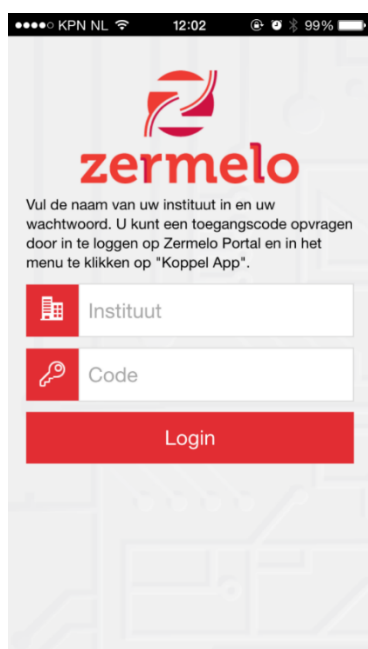 KPN NL 12:02 99%
zermelo
Vul de naam van uw instituut in en uw
wachtwoord. U kunt een toegangscode opvragen
door in te loggen op Zermelo Portal en in het
menu te klikken op "Koppel App".
Instituut
Code
Login